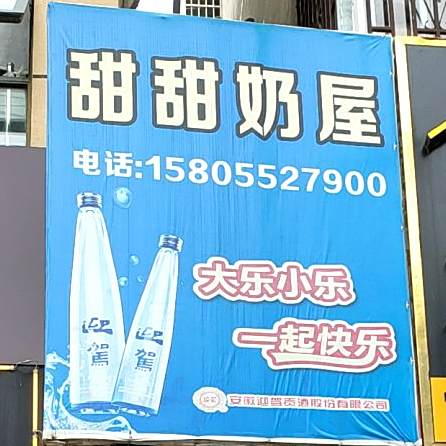 甜甜奶屋
电话:15805527900
大乐小乐
一起快乐
迎驾
迎驾
安徽迎驾贡酒股份有限公司